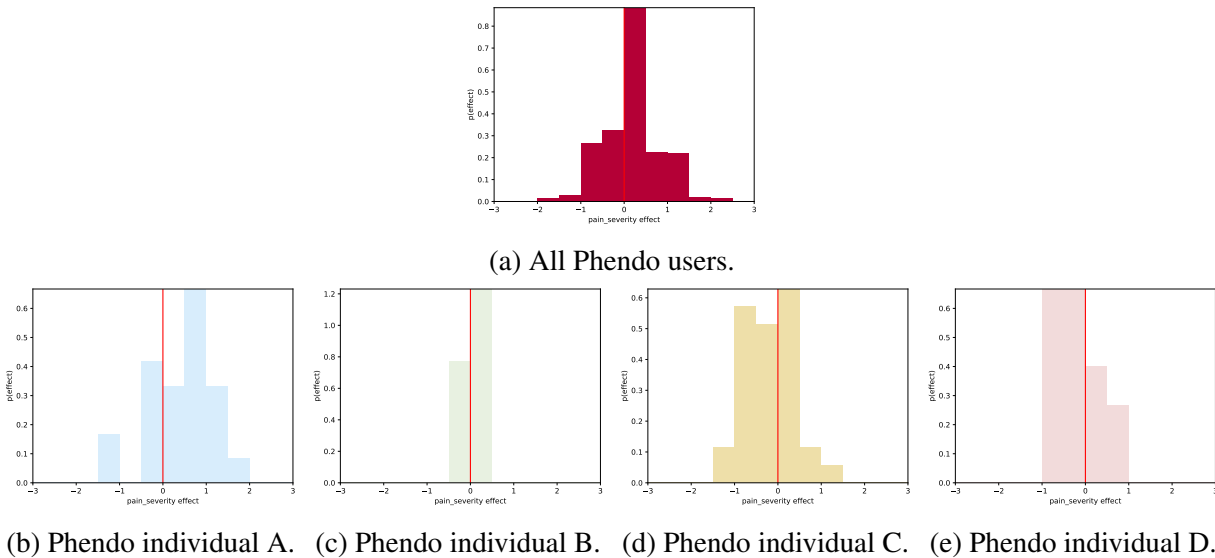 0.8
0.7
0.6
0.5
0.4
0.3
0.2
0.1
0.0
p(effect)
−3 −2 −1 0 1 2 3
pain_severity effect
(a) All Phendo users.
0.6
0.5
0.4
0.3
0.2
0.1
0.0
p(effect)
−3 −2 −1 0 1 2 3
pain_severity effect
(b) Phendo individual A.
1.2
1.0
0.8
0.6
0.4
0.2
0.0
p(effect)
−3 −2 −1 0 1 2 3
pain_severity effect
(c) Phendo individual B.
0.6
0.5
0.4
0.3
0.2
0.1
0.0
p(effect)
−3 −2 −1 0 1 2 3
pain_severity effect
(d) Phendo individual C.
0.6
0.5
0.4
0.3
0.2
0.1
0.0
p(effect)
−3 −2 −1 0 1 2 3
pain_severity effect
(e) Phendo individual D.